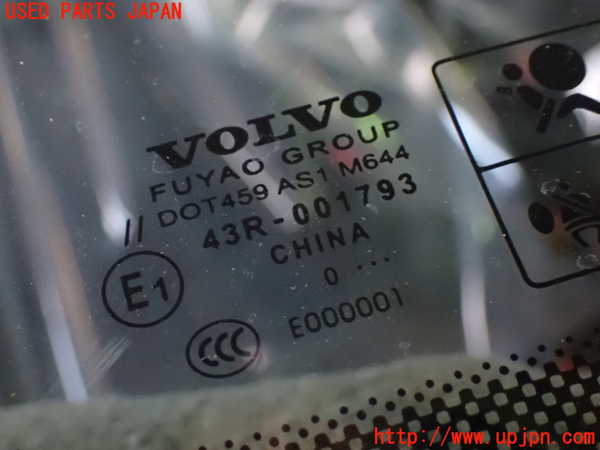 USED PARTS JAPAN
VOLVO
FUYAO GROUP
// DOT459 AS1 M644
43R-001793
CHINA
0 ...
E1
CCC
E000001
http://www.upjpn.com/